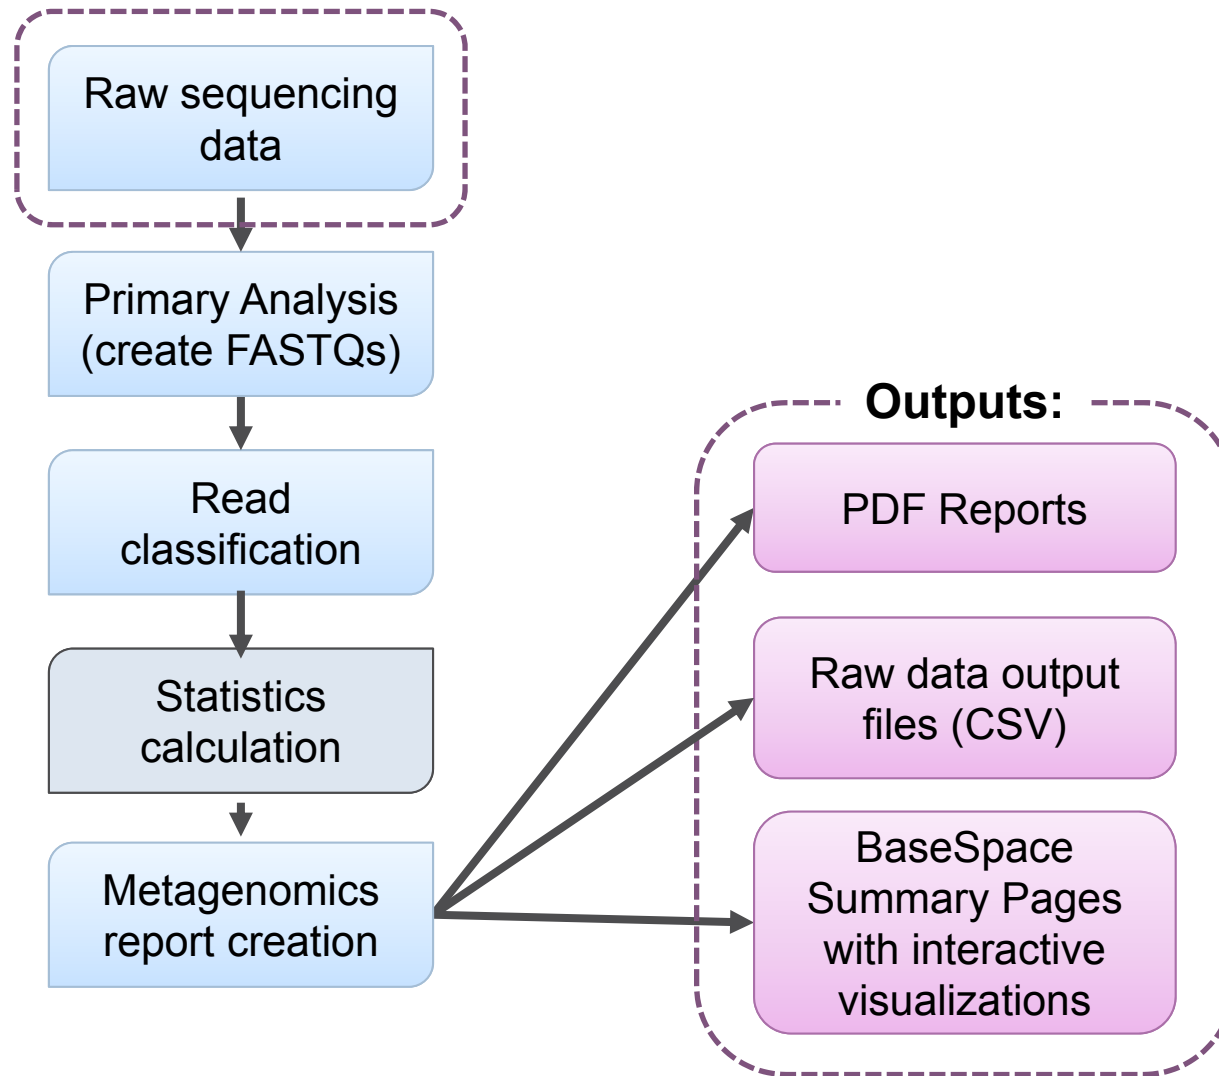 Raw sequencing
data
Primary Analysis
(create FASTQs)
Read
classification
Statistics
calculation
Metagenomics
report creation
Outputs:
PDF Reports
Raw data output
files (CSV)
BaseSpace
Summary Pages
with interactive
visualizations